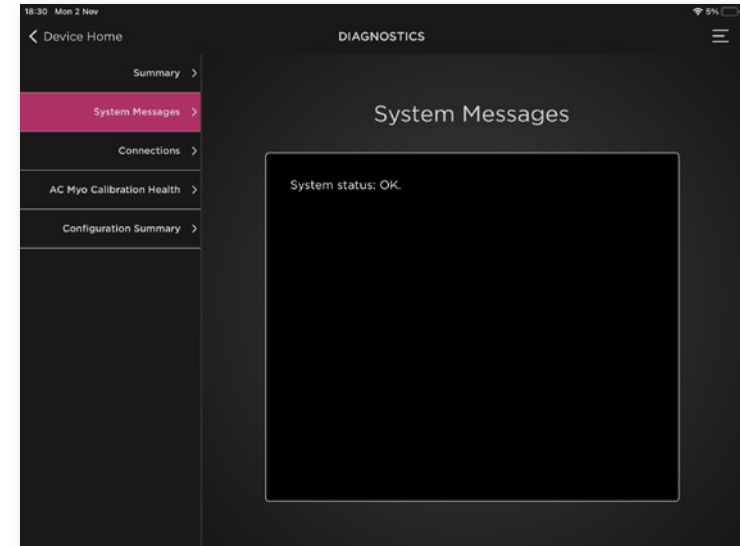 18:30 Mon 2 Nov
5%
Device Home
DIAGNOSTICS
Summary
System Messages
Connections
AC Myo Calibration Health
Configuration Summary
System Messages
System status: OK.